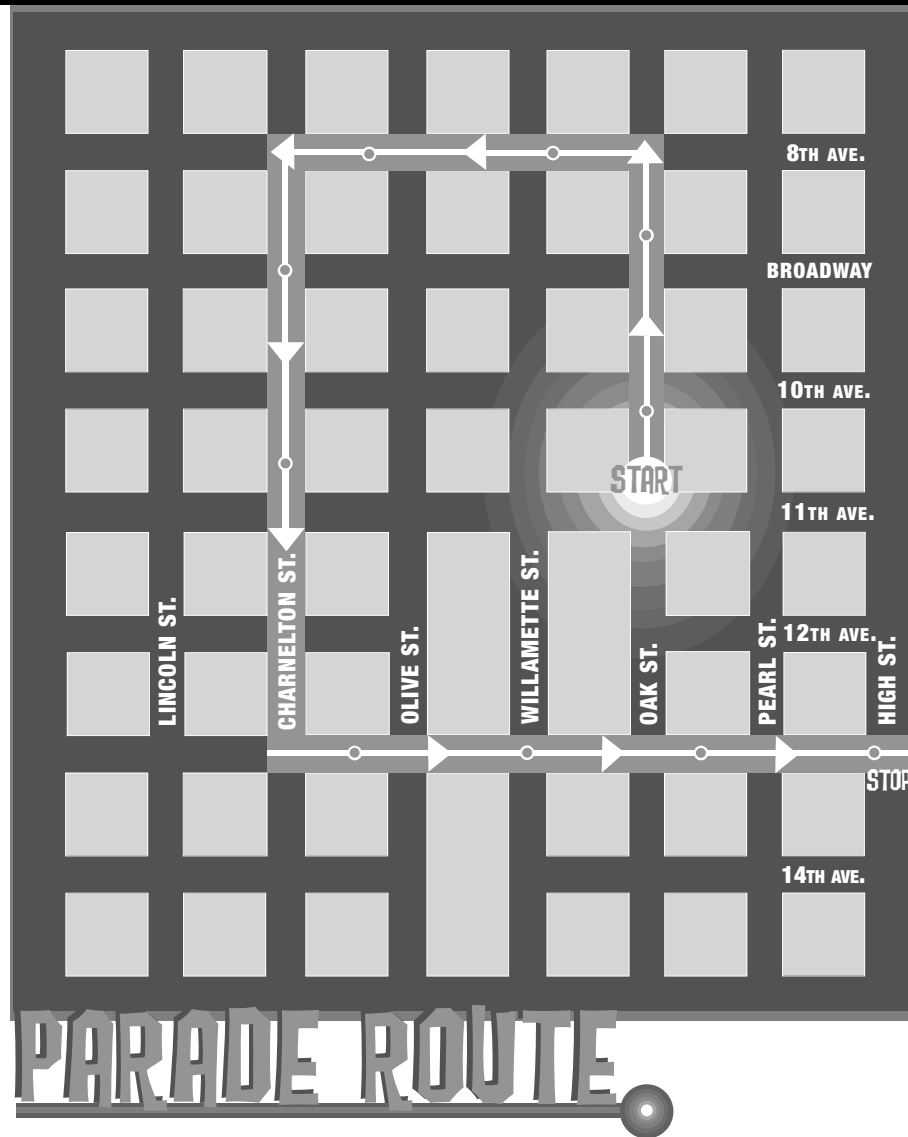 8TH AVE.
BROADWAY
10TH AVE.
START
11TH AVE.
LINCOLN ST.
CHARNELTON ST.
OLIVE ST.
WILLAMETTE ST.
OAK ST.
PEARL ST.
12TH AVE.
HIGH ST.
STOP
14TH AVE.
PARADE ROUTE